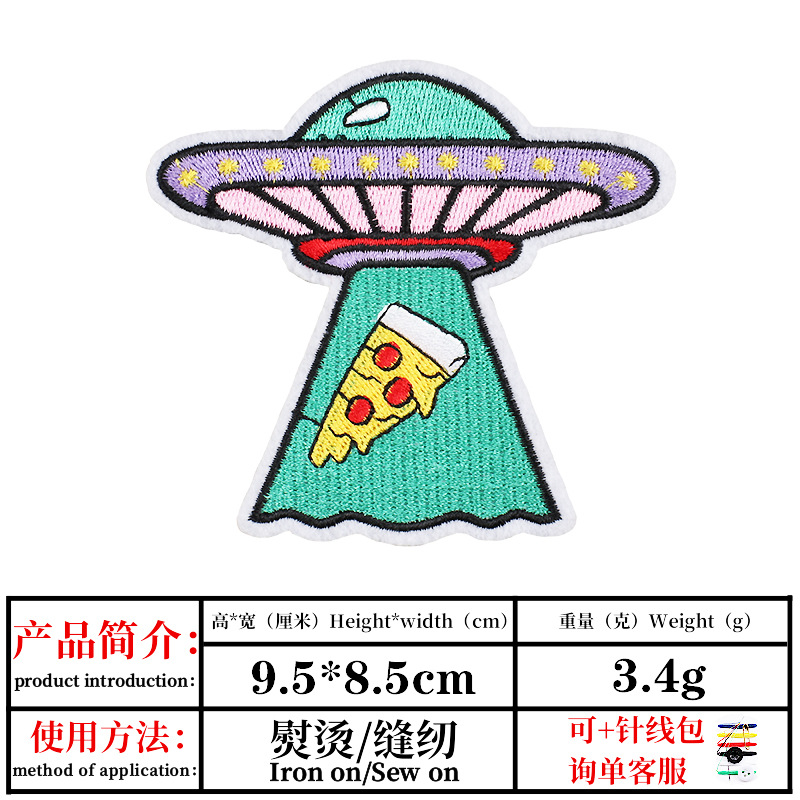 产品简介：
product introduction：
高*宽（厘米）Height*width（cm）
重量（克）Weight（g）
9.5*8.5cm
3.4g
使用方法：
method of application：
熨烫/缝纫
Iron on/Sew on
可+针线包
询单客服